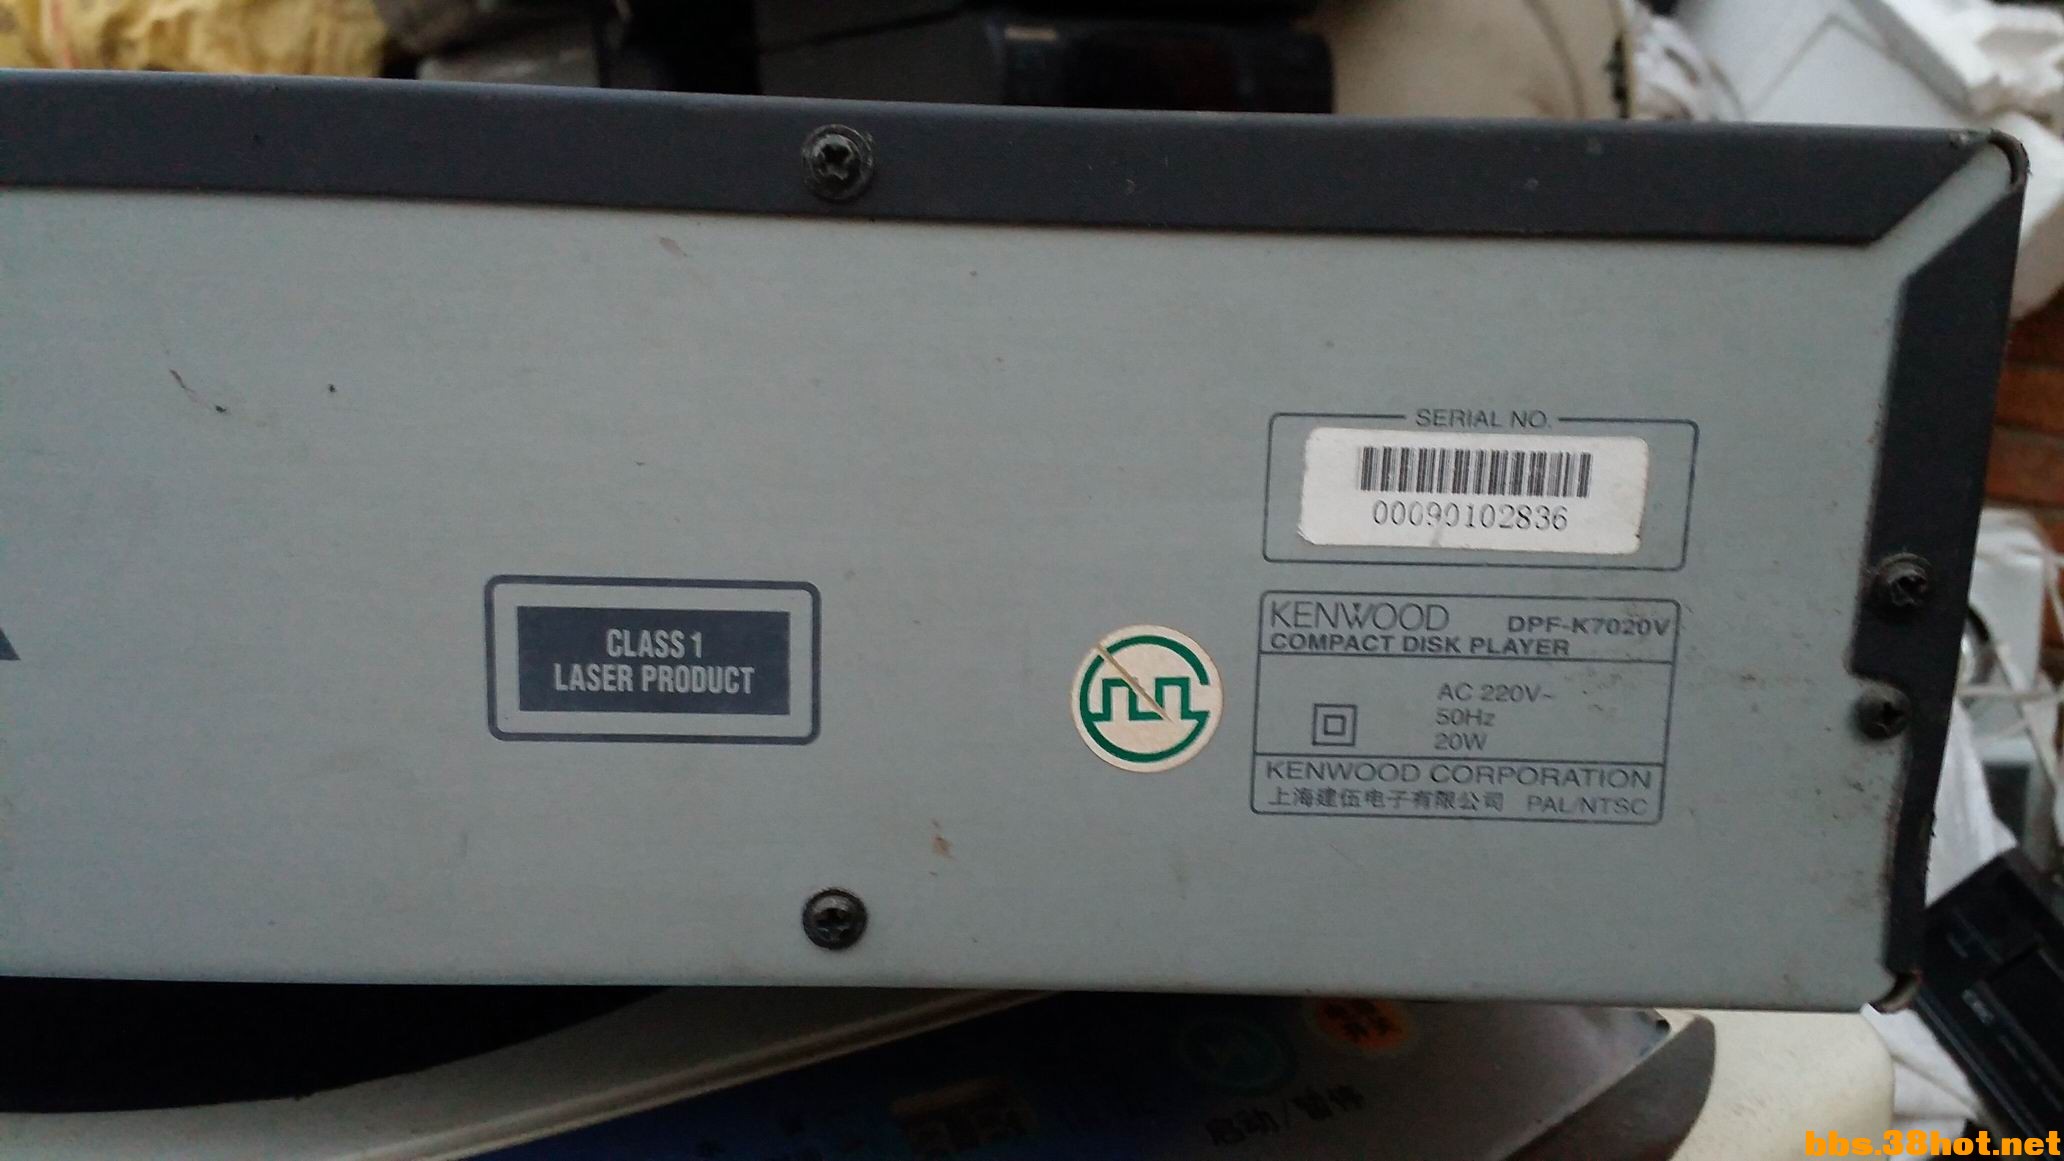 SERIAL NO.
00090102836
CLASS 1
LASER PRODUCT
KENWOOD DPF-K7020V
COMPACT DISK PLAYER
AC 220V~
50Hz
20W
KENWOOD CORPORATION
上海建伍电子有限公司 PAL/NTSC
bbs.38hot.net